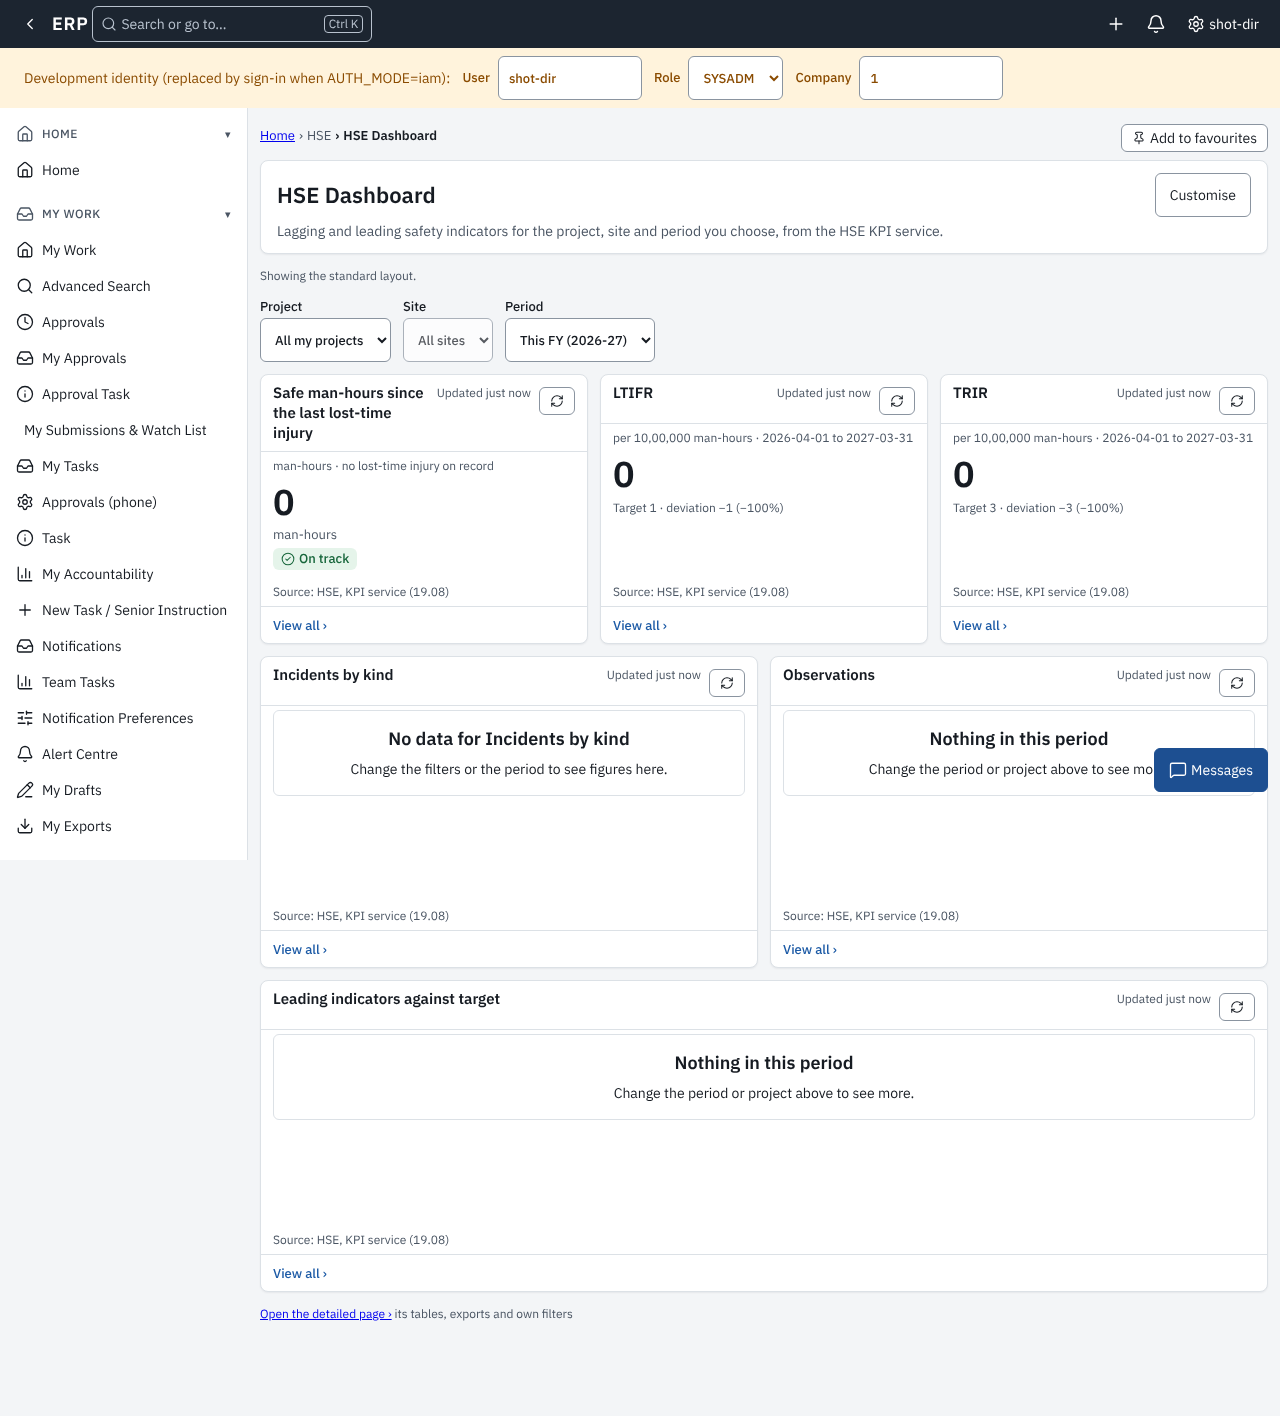 ERP
Search or go to...
Ctrl K
shot-dir
Development identity (replaced by sign-in when AUTH_MODE=iam):
User
shot-dir
Role
SYSADM
Company
1
HOME
Home
MY WORK
My Work
Advanced Search
Approvals
My Approvals
Approval Task
My Submissions & Watch List
My Tasks
Approvals (phone)
Task
My Accountability
New Task / Senior Instruction
Notifications
Team Tasks
Notification Preferences
Alert Centre
My Drafts
My Exports
Home › HSE › HSE Dashboard
Add to favourites
HSE Dashboard
Customise
Lagging and leading safety indicators for the project, site and period you choose, from the HSE KPI service.
Showing the standard layout.
Project
All my projects
Site
All sites
Period
This FY (2026-27)
Safe man-hours since
the last lost-time
injury
Updated just now
man-hours · no lost-time injury on record
0
man-hours
On track
Source: HSE, KPI service (19.08)
View all ›
LTIFR
Updated just now
per 10,00,000 man-hours · 2026-04-01 to 2027-03-31
0
Target 1 · deviation −1 (−100%)
Source: HSE, KPI service (19.08)
View all ›
TRIR
Updated just now
per 10,00,000 man-hours · 2026-04-01 to 2027-03-31
0
Target 3 · deviation −3 (−100%)
Source: HSE, KPI service (19.08)
View all ›
Incidents by kind
Updated just now
No data for Incidents by kind
Change the filters or the period to see figures here.
Source: HSE, KPI service (19.08)
View all ›
Observations
Updated just now
Nothing in this period
Change the period or project above to see mo
Messages
Source: HSE, KPI service (19.08)
View all ›
Leading indicators against target
Updated just now
Nothing in this period
Change the period or project above to see more.
Source: HSE, KPI service (19.08)
View all ›
Open the detailed page › its tables, exports and own filters